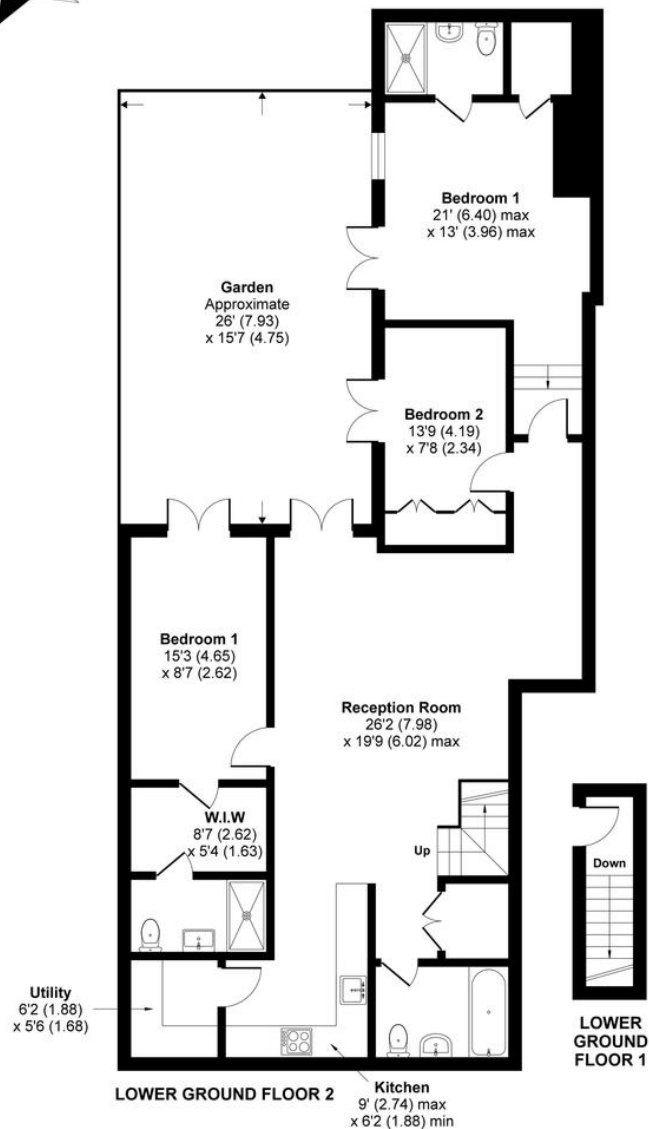 Bedroom 1
21' (6.40) max
x 13' (3.96) max
Garden
Approximate
26' (7.93)
x 15'7 (4.75)
Bedroom 2
13'9 (4.19)
x 7'8 (2.34)
Bedroom 1
15'3 (4.65)
x 8'7 (2.62)
Reception Room
26'2 (7.98)
x 19'9 (6.02) max
W.I.W
8'7 (2.62)
x 5'4 (1.63)
Up
Down
Utility
6'2 (1.88)
x 5'6 (1.68)
LOWER
GROUND
FLOOR 1
LOWER GROUND FLOOR 2
Kitchen
9' (2.74) max
x 6'2 (1.88) min